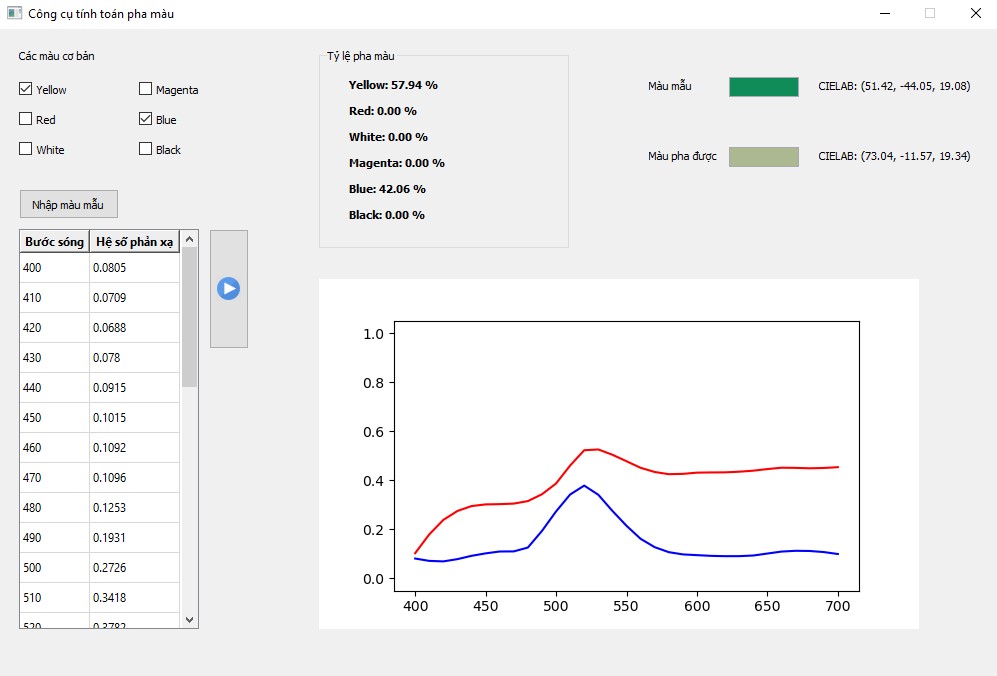 Công cụ tính toán pha màu
Các màu cơ bản
Yellow
Magenta
Red
Blue
White
Black
Nhập màu mẫu
Bước sóng Hệ số phản xạ
400 0.0805
410 0.0709
420 0.0688
430 0.078
440 0.0915
450 0.1015
460 0.1092
470 0.1096
480 0.1253
490 0.1931
500 0.2726
510 0.3418
520 0.3782
Tỷ lệ pha màu
Yellow: 57.94 %
Red: 0.00 %
White: 0.00 %
Magenta: 0.00 %
Blue: 42.06 %
Black: 0.00 %
Màu mẫu CIELAB: (51.42, -44.05, 19.08)
Màu pha được CIELAB: (73.04, -11.57, 19.34)
1.0
0.8
0.6
0.4
0.2
0.0
400 450 500 550 600 650 700